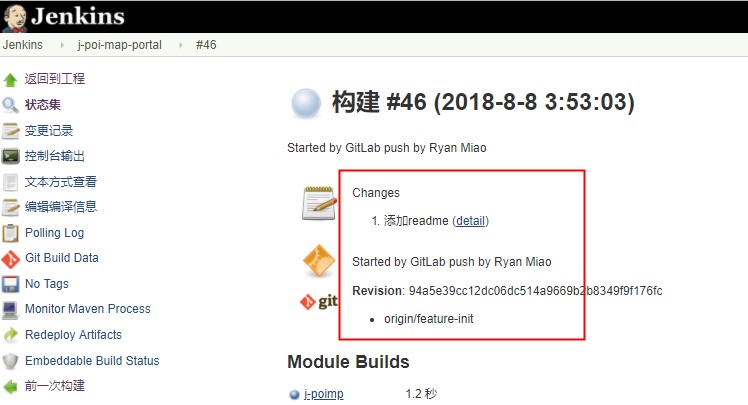 Jenkins
Jenkins j-poi-map-portal #46
返回到工程
状态集
变更记录
控制台输出
文本方式查看
编辑编译信息
Polling Log
Git Build Data
No Tags
Monitor Maven Process
Redeploy Artifacts
Embeddable Build Status
前一次构建
构建 #46 (2018-8-8 3:53:03)
Started by GitLab push by Ryan Miao
Changes
1. 添加readme (detail)
Started by GitLab push by Ryan Miao
git
Revision: 94a5e39cc12dc06dc514a9669b2b8349f9f176fc
origin/feature-init
Module Builds
j-poimp 1.2 秒